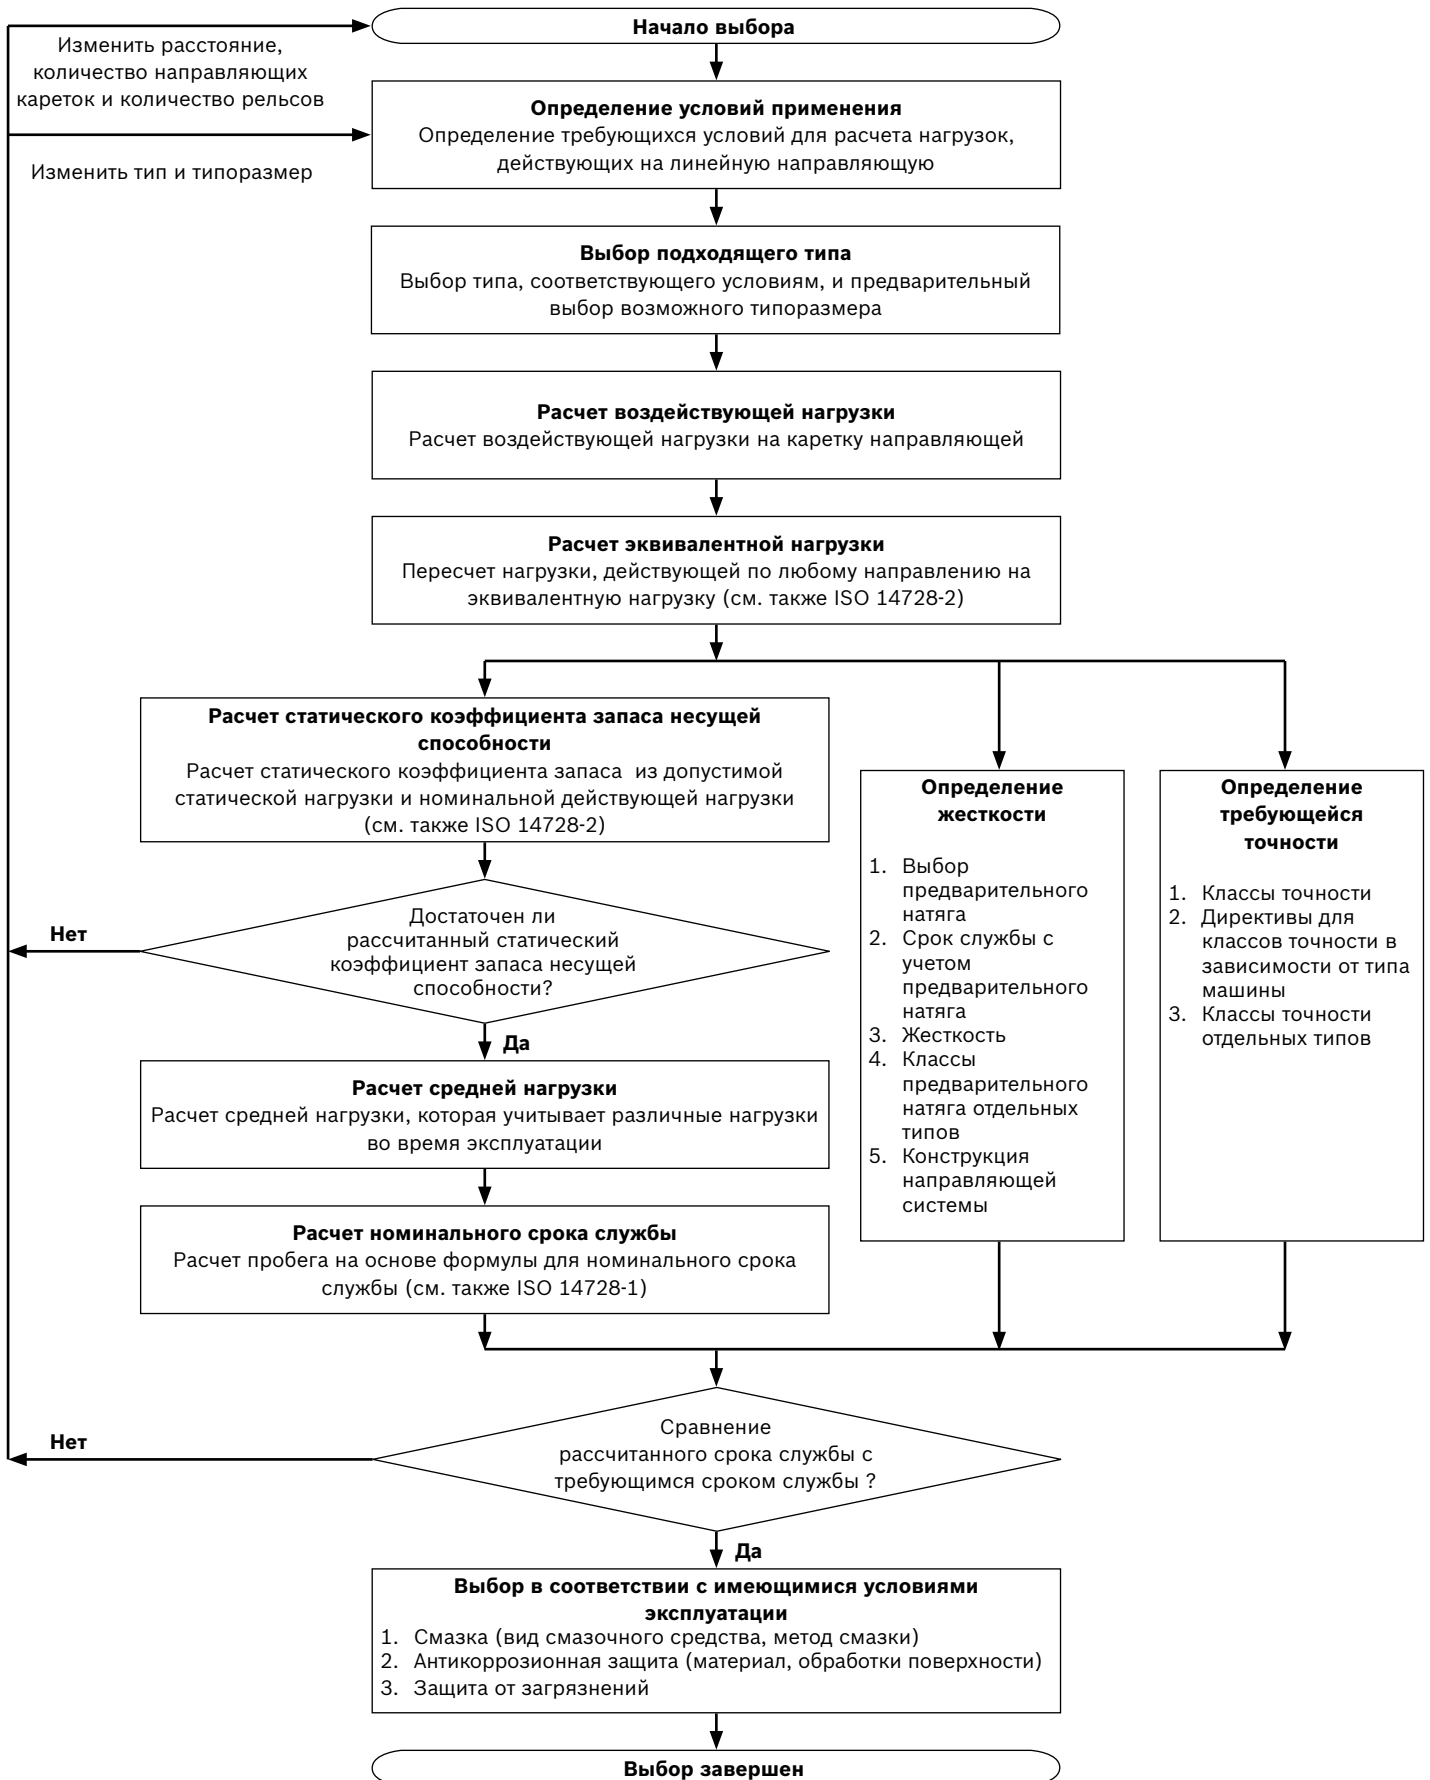 Начало выбора
Изменить расстояние,
количество направляющих
кареток и количество рельсов
Определение условий применения
Определение требующихся условий для расчета нагрузок,
действующих на линейную направляющую
Изменить тип и типоразмер
Выбор подходящего типа
Выбор типа, соответствующего условиям, и предварительный
выбор возможного типоразмера
Расчет воздействующей нагрузки
Расчет воздействующей нагрузки на каретку направляющей
Расчет эквивалентной нагрузки
Пересчет нагрузки, действующей по любому направлению на
эквивалентную нагрузку (см. также ISO 14728-2)
Расчет статического коэффициента запаса несущей
способности
Расчет статического коэффициента запаса  из допустимой
статической нагрузки и номинальной действующей нагрузки
(см. также ISO 14728-2)
Достаточен ли
рассчитанный статический
коэффициент запаса несущей
способности?
Нет
Да
Расчет средней нагрузки
Расчет средней нагрузки, которая учитывает различные нагрузки
во время эксплуатации
Расчет номинального срока службы
Расчет пробега на основе формулы для номинального срока
службы (см. также ISO 14728-1)
Определение
жесткости
1. Выбор
предварительного
натяга
2. Срок службы с
учетом
предварительного
натяга
3. Жесткость
4. Классы
предварительного
натяга отдельных
типов
5. Конструкция
направляющей
системы
Определение
требующейся
точности
1. Классы точности
2. Директивы для
классов точности в
зависимости от типа
машины
3. Классы точности
отдельных типов
Сравнение
рассчитанного срока службы с
требующимся сроком службы ?
Нет
Да
Выбор в соответствии с имеющимися условиями
эксплуатации
1. Смазка (вид смазочного средства, метод смазки)
2. Антикоррозионная защита (материал, обработки поверхности)
3. Защита от загрязнений
Выбор завершен